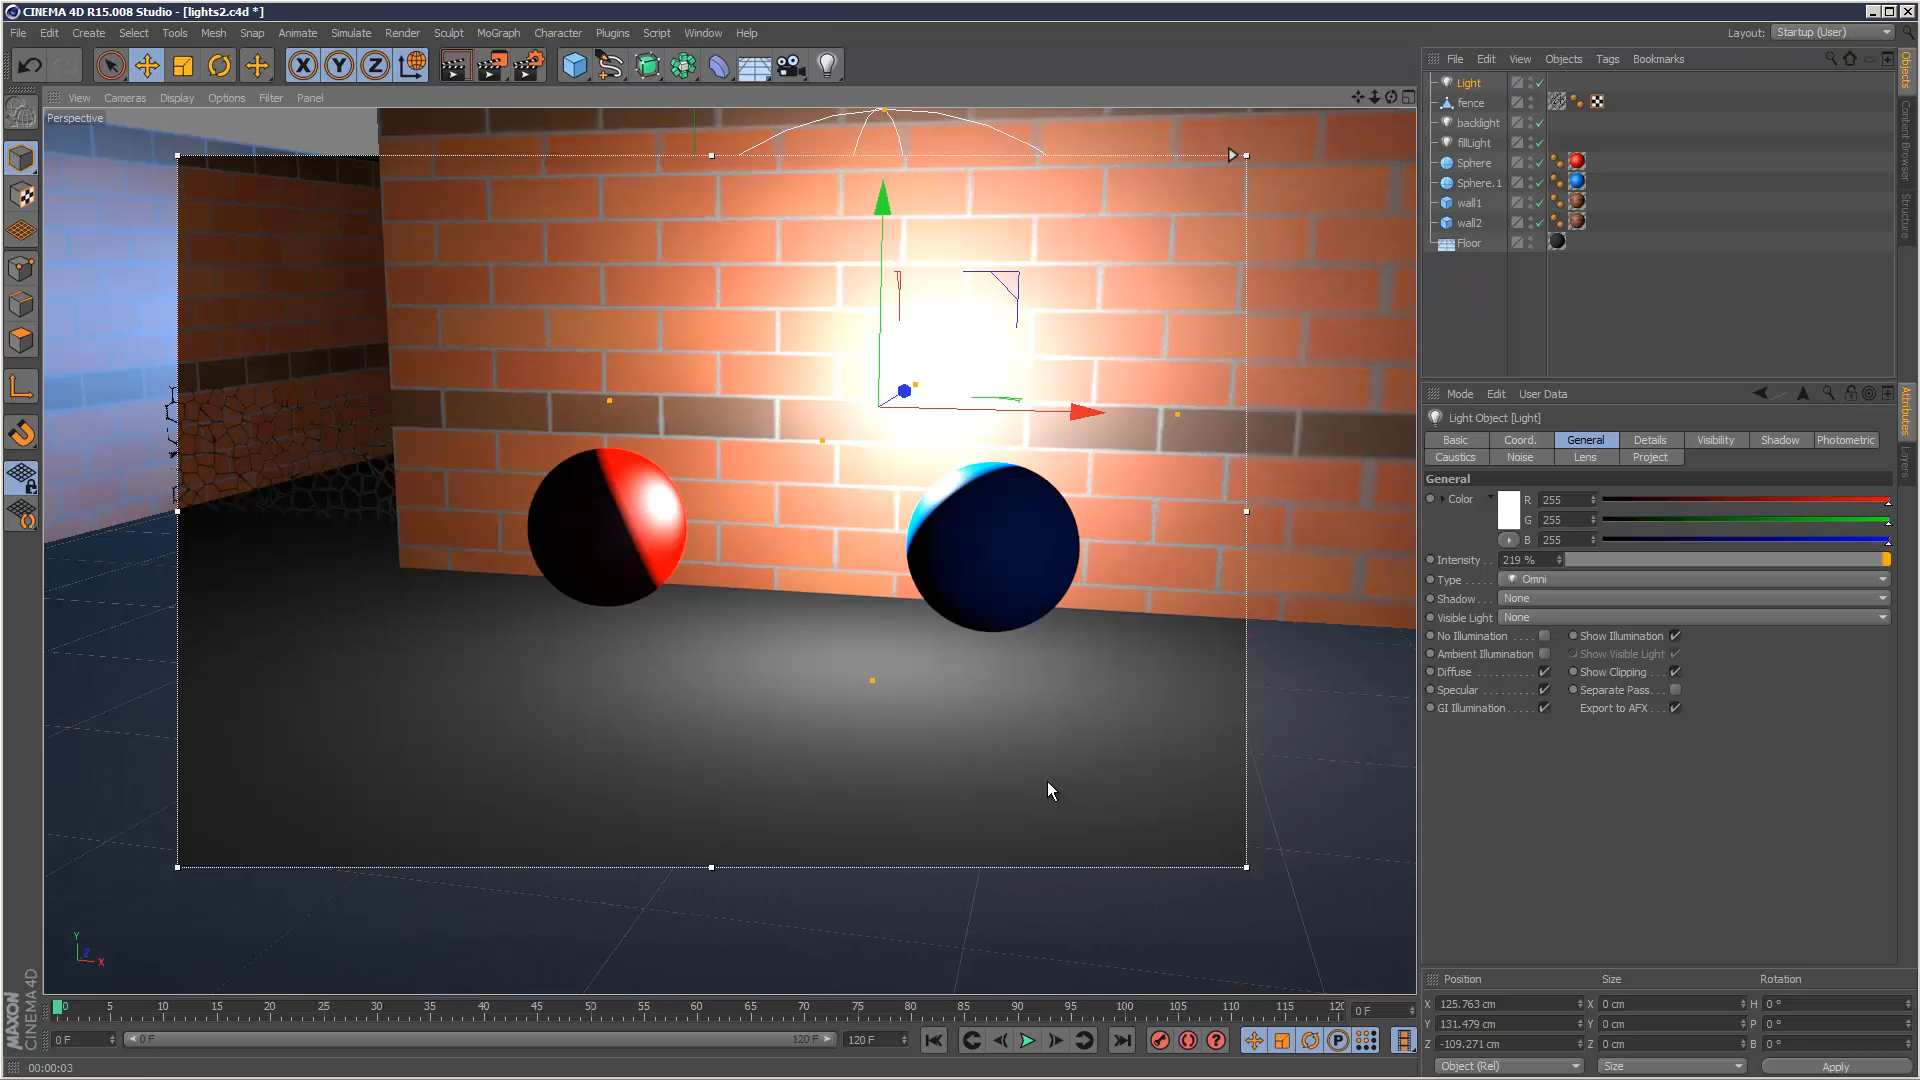 CINEMA 4D R15.008 Studio - [lights2.c4d *]
File Edit Create Select Tools Mesh Snap Animate Simulate Render Sculpt MoGraph Character Plugins Script Window Help
Layout: Startup (User)
File Edit View Objects Tags Bookmarks
View Cameras Display Options Filter Panel
Perspective
Light
fence
backlight
fillLight
Sphere
Sphere.1
wall1
wall2
Floor
Objects
Content Browser
Structure
Mode Edit User Data
Attributes
Layers
Light Object [Light]
Basic Coord. General Details Visibility Shadow Photometric
Caustics Noise Lens Project
General
Color R 255
G 255
B 255
Intensity . . 219 %
Type . . . . . Omni
Shadow . . . None
Visible Light None
No Illumination . . . . Show Illumination
Ambient Illumination Show Visible Light
Diffuse . . . . . . . . . Show Clipping . . . .
Specular . . . . . . . . Separate Pass . . .
GI Illumination . . . . . Export to AFX . . .
Y
Z
X
MAXON
CINEMA 4D
0 5 10 15 20 25 30 35 40 45 50 55 60 65 70 75 80 85 90 95 100 105 110 115 120
0 F
0 F 0 F 120 F 120 F
Position Size Rotation
X 125.763 cm X 0 cm H 0 °
Y 131.479 cm Y 0 cm P 0 °
Z -109.271 cm Z 0 cm B 0 °
Object (Rel) Size Apply
00:00:03